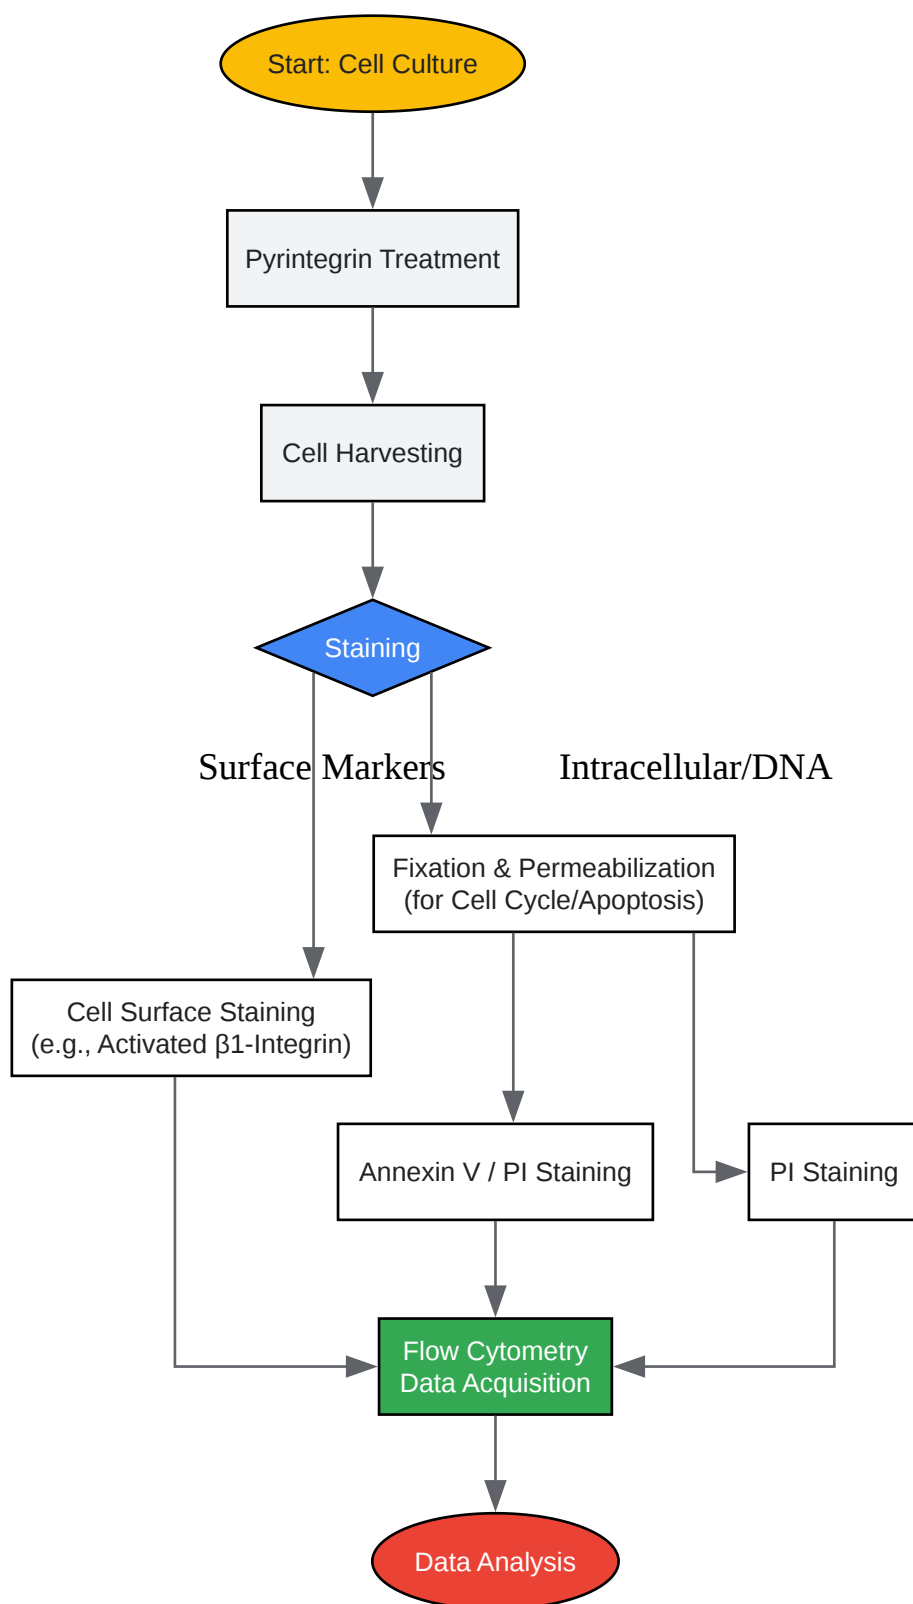 Start: Cell Culture
Pyrintegrin Treatment
Cell Harvesting
Staining
Surface Markers
Intracellular/DNA
Fixation & Permeabilization
(for Cell Cycle/Apoptosis)
Cell Surface Staining
(e.g., Activated β1-Integrin)
Annexin V / PI Staining
PI Staining
Flow Cytometry
Data Acquisition
Data Analysis